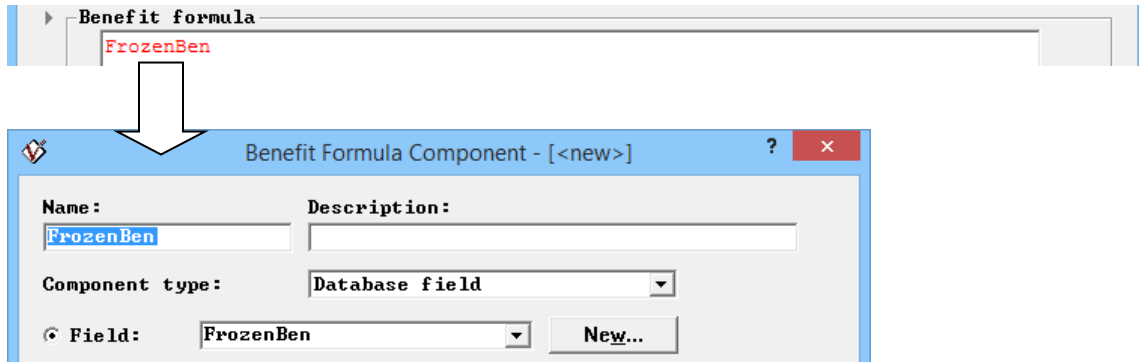 Benefit formula
FrozenBen
Benefit Formula Component - [<new>]
?
×
Name:
Description:
FrozenBen
Component type:
Database field
Field:
FrozenBen
New...